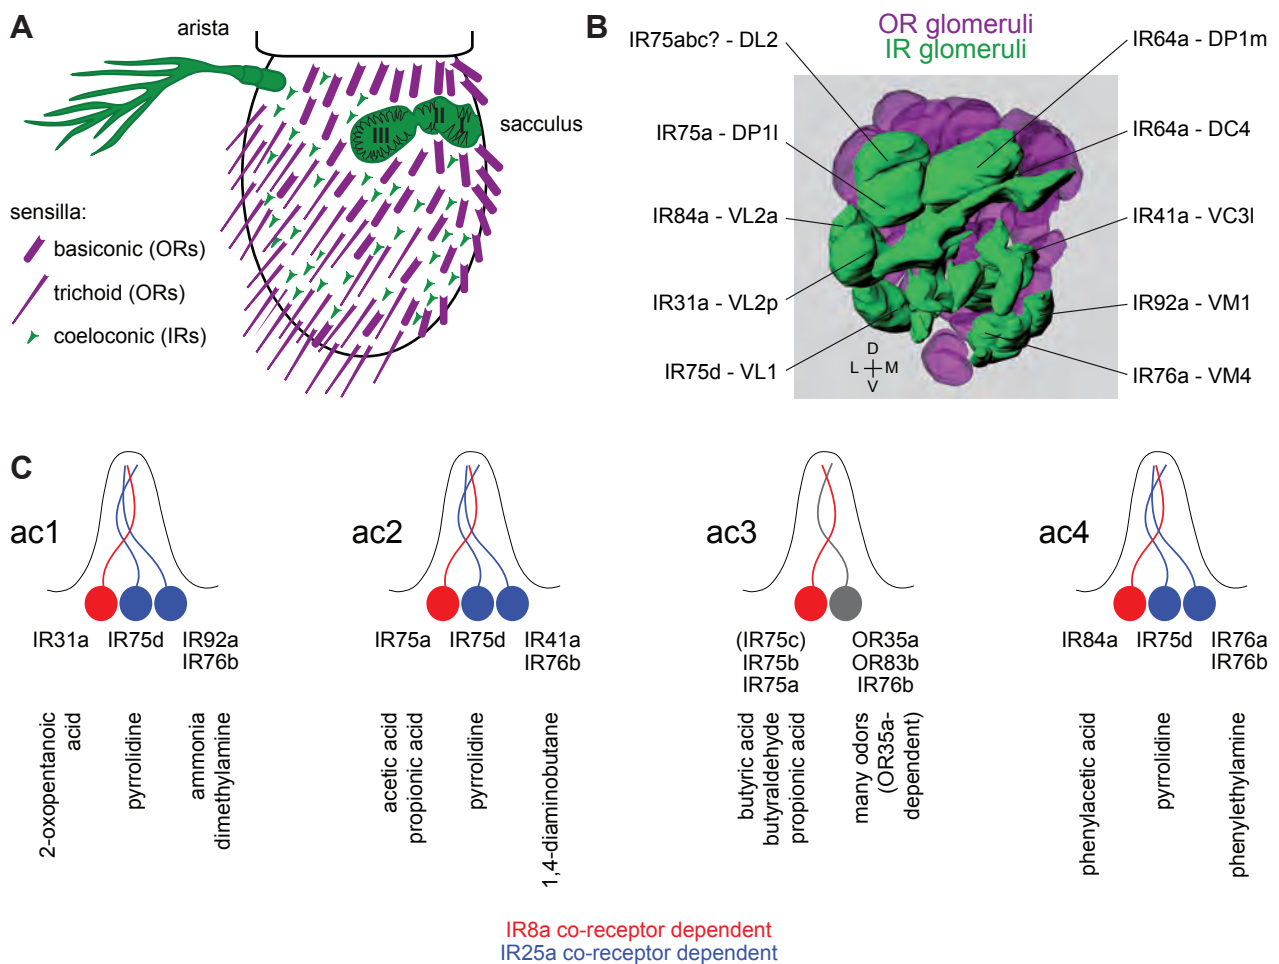 A
arista
III
II
I
sacculus
sensilla:
basiconic (ORs)
trichoid (ORs)
coeloconic (IRs)
B
OR glomeruli
IR glomeruli
IR75abc? - DL2
IR75a - DP1l
IR84a - VL2a
IR31a - VL2p
IR75d - VL1
IR64a - DP1m
IR64a - DC4
IR41a - VC3l
IR92a - VM1
IR76a - VM4
D
L M
V
C
ac1
IR31a IR75d IR92a
IR76b
2-oxopentanoic
acid
pyrrolidine
ammonia
dimethylamine
ac2
IR75a IR75d IR41a
IR76b
acetic acid
propionic acid
pyrrolidine
1,4-diaminobutane
ac3
(IR75c) OR35a
IR75b OR83b
IR75a IR76b
butyric acid
butyraldehyde
propionic acid
many odors
(OR35a-
dependent)
ac4
IR84a IR75d IR76a
IR76b
phenylacetic acid
pyrrolidine
phenylethylamine
IR8a co-receptor dependent
IR25a co-receptor dependent